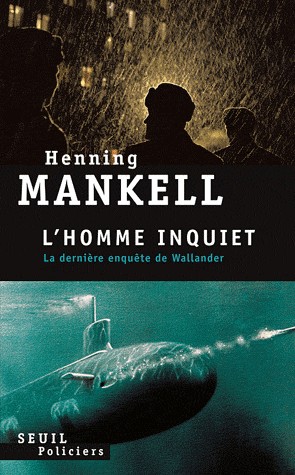 Henning
MANKELL
L'HOMME INQUIET
La dernière enquête de Wallander
SEUIL
Policiers